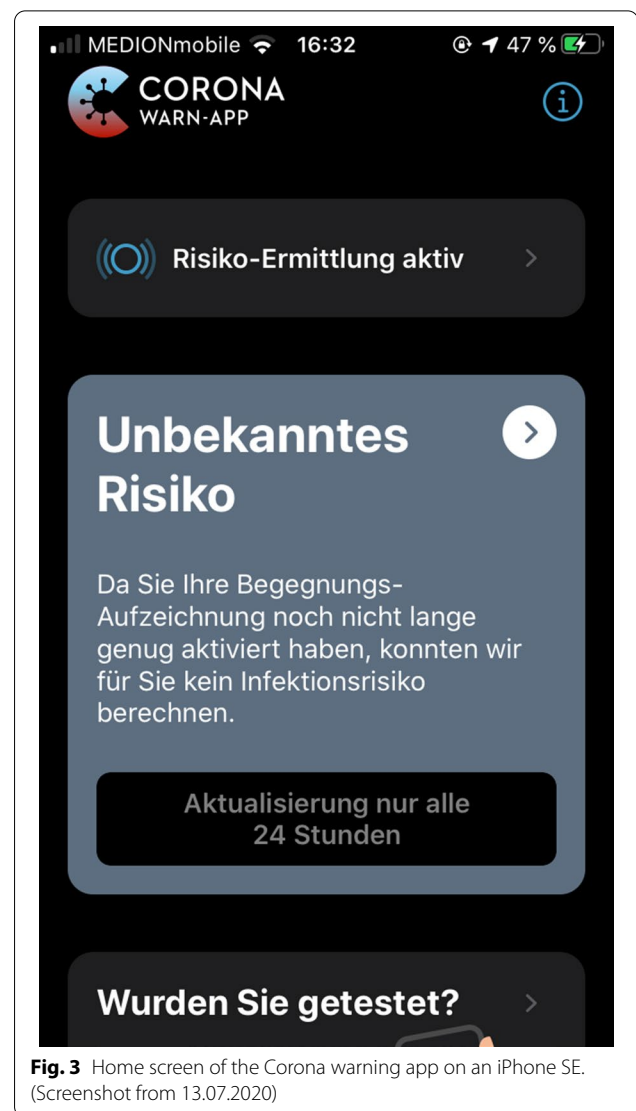 MEDIONmobile 16:32 47 %
CORONA
WARN-APP
i
Risiko-Ermittlung aktiv
Unbekanntes
Risiko
Da Sie Ihre Begegnungs-
Aufzeichnung noch nicht lange
genug aktiviert haben, konnten wir
für Sie kein Infektionsrisiko
berechnen.
Aktualisierung nur alle
24 Stunden
Wurden Sie getestet?
Fig. 3 Home screen of the Corona warning app on an iPhone SE.
(Screenshot from 13.07.2020)